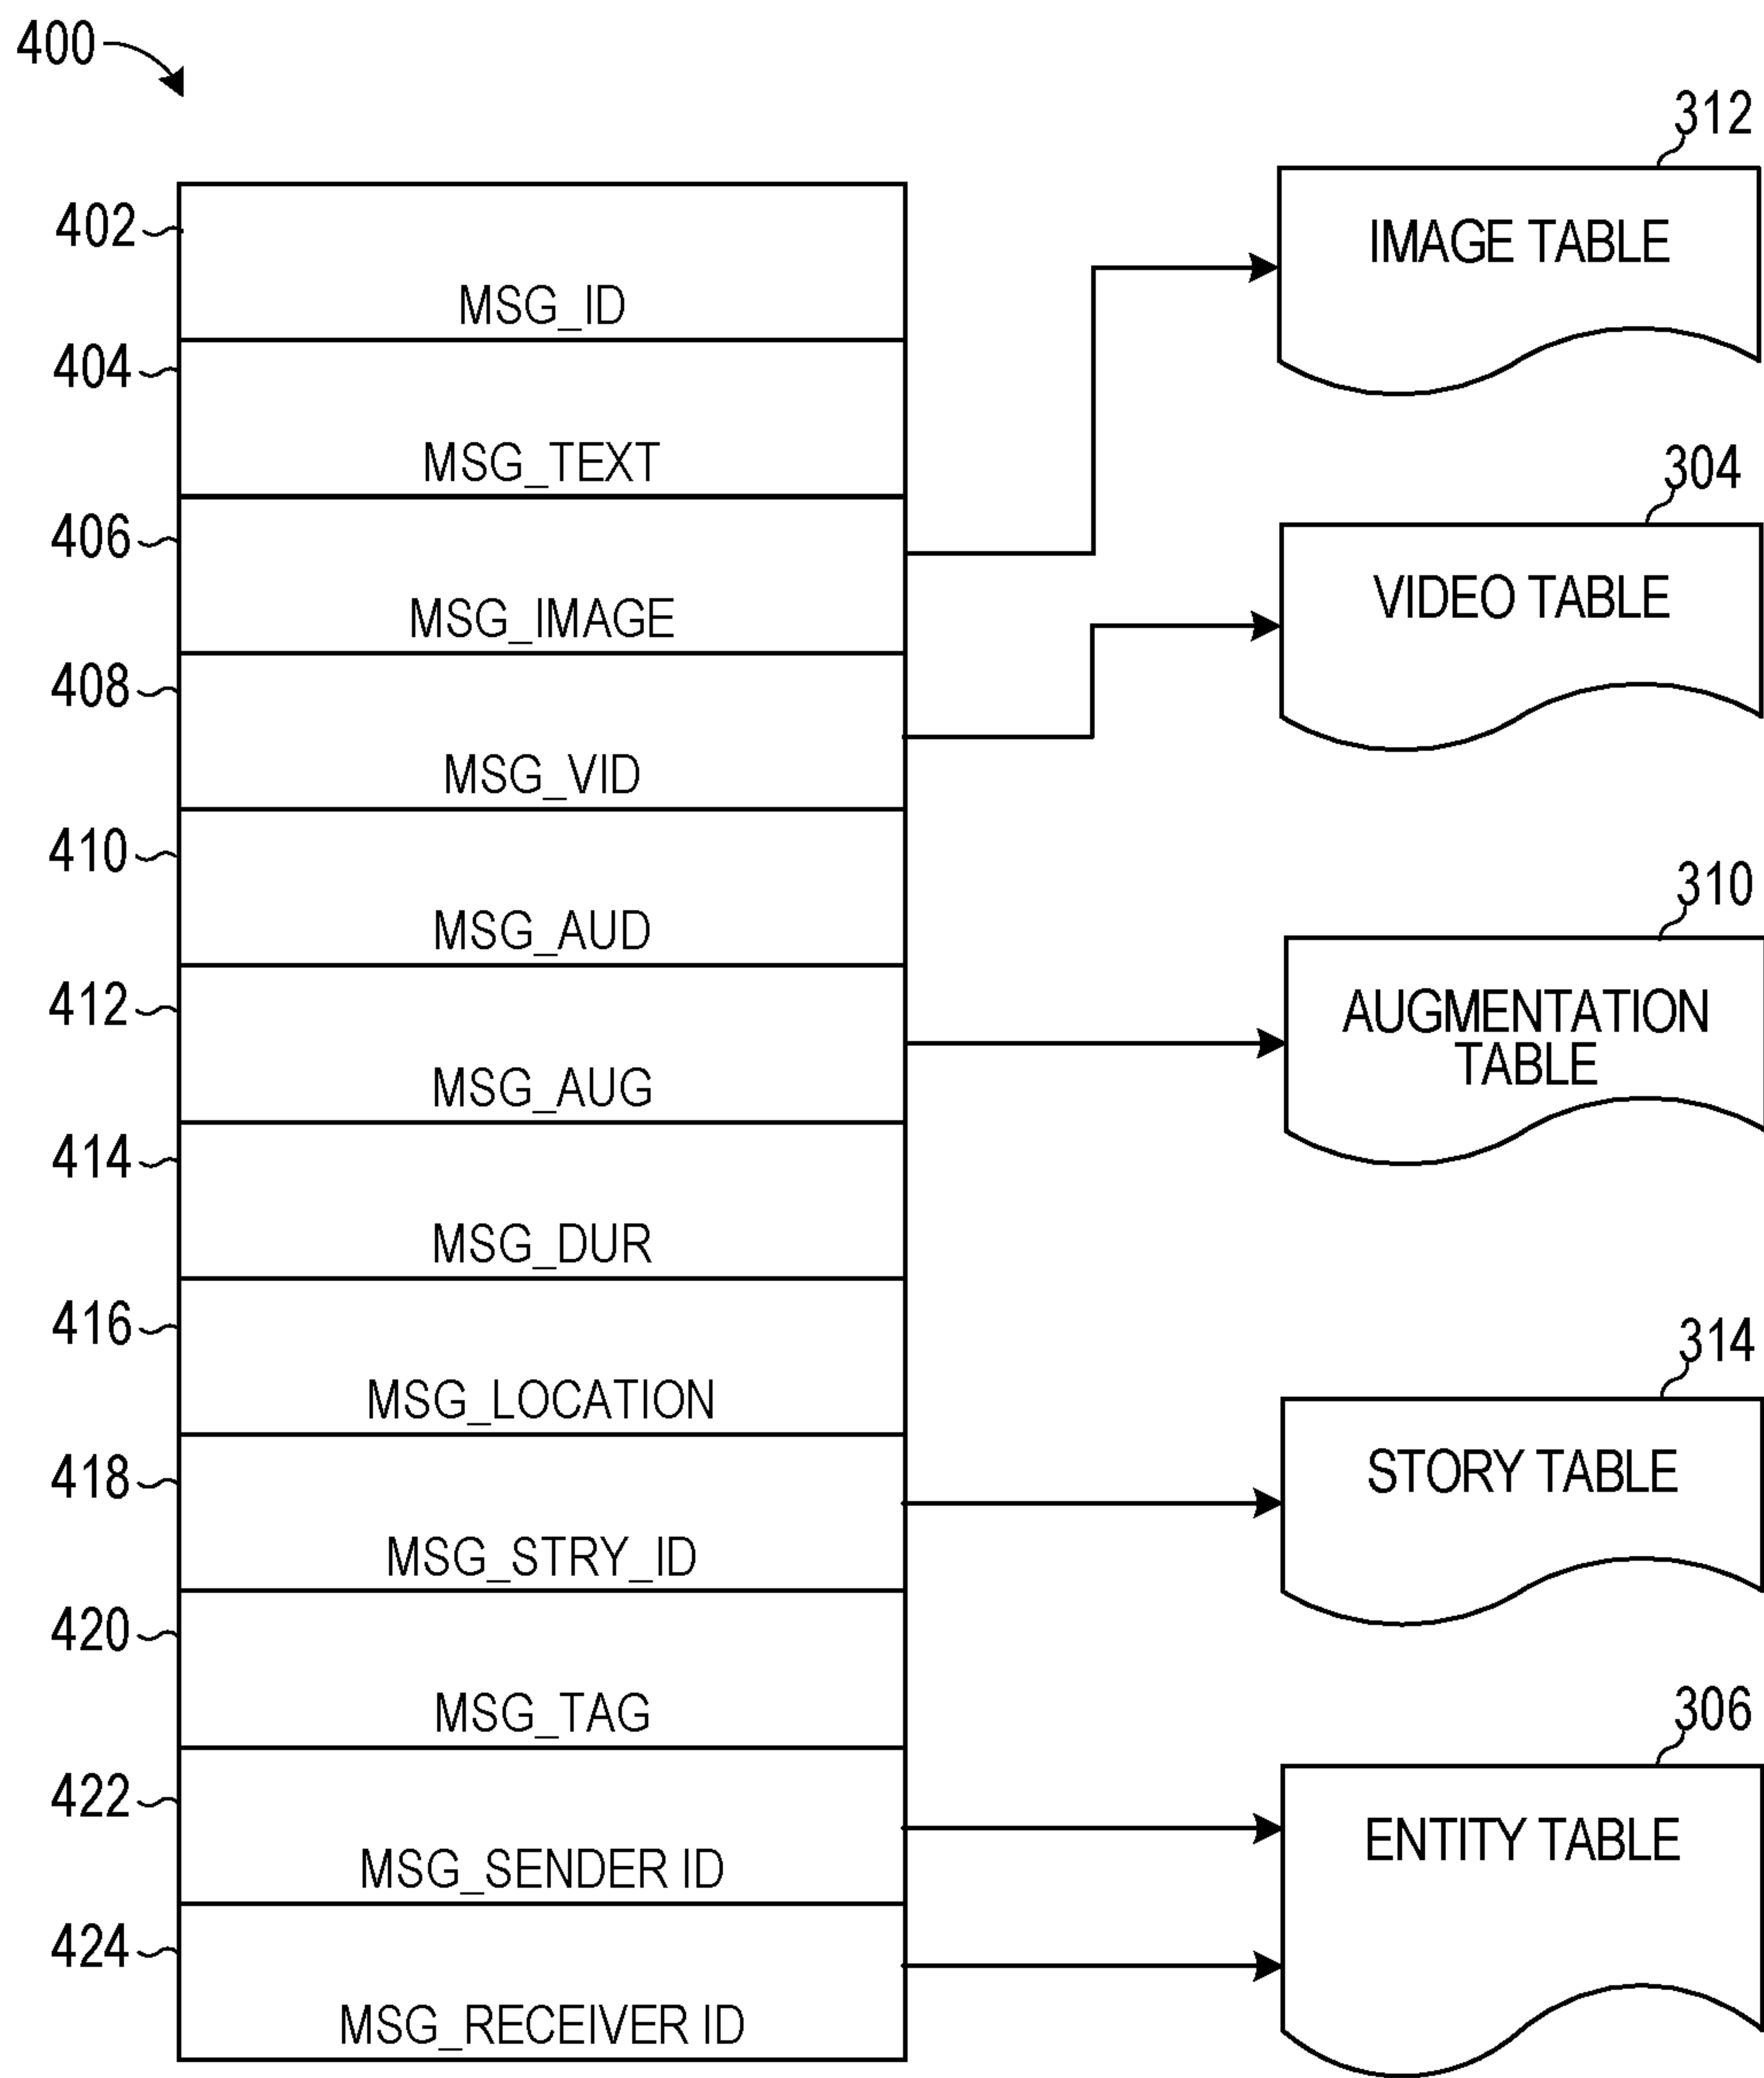 400
402
MSG_ID
404
MSG_TEXT
406
MSG_IMAGE
408
MSG_VID
410
MSG_AUD
412
MSG_AUG
414
MSG_DUR
416
MSG_LOCATION
418
MSG_STRY_ID
420
MSG_TAG
422
MSG_SENDER ID
424
MSG_RECEIVER ID
312
IMAGE TABLE
304
VIDEO TABLE
310
AUGMENTATION
TABLE
314
STORY TABLE
306
ENTITY TABLE